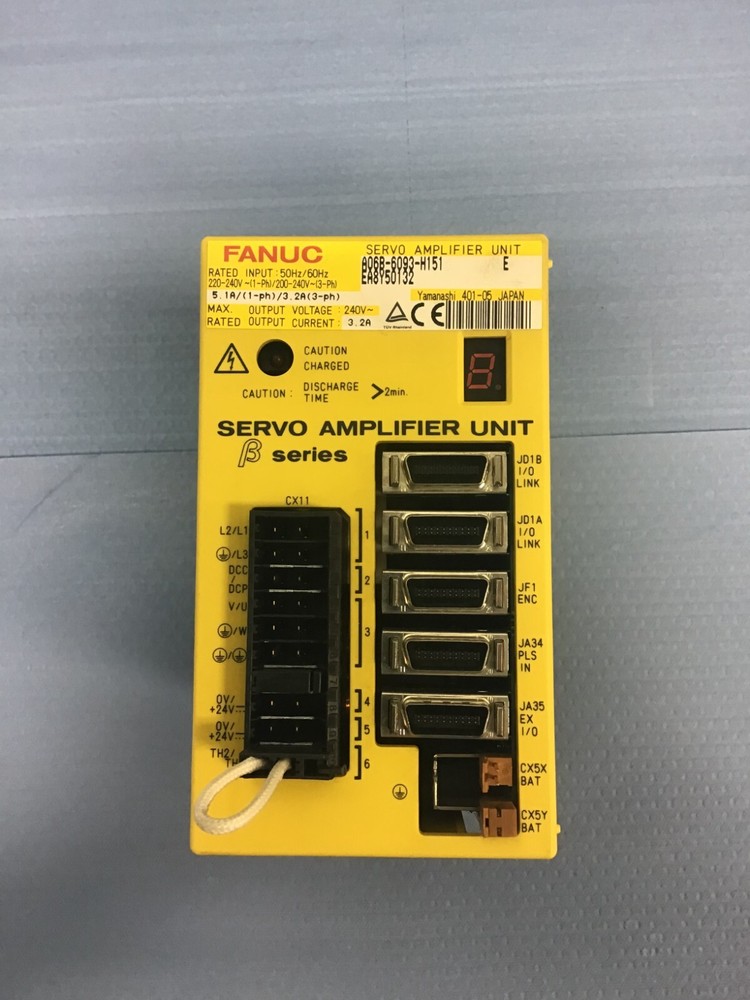 FANUC SERVO AMPLIFIER UNIT
A06B-6093-H151 E
EA8Y50132
RATED INPUT: 50Hz/60Hz
220-240V~(1-Ph)/200-240V~(3-Ph)
5.1A/(1-ph)/3.2A(3-ph)
Yamanashi 401-05 JAPAN
MAX. OUTPUT VOLTAGE : 240V~
RATED OUTPUT CURRENT: 3.2A
CE
TÜV Rheinland
CAUTION
CHARGED
8
CAUTION: DISCHARGE TIME >2min.
SERVO AMPLIFIER UNIT
β series
CX11
L2/L1
/L3
DCC
/
DCP
V/U
/W
/
0V/
+24V
0V/
+24V
TH2/
TH
1
2
3
4
5
6
JD1B
I/O
LINK
JD1A
I/O
LINK
JF1
ENC
JA34
PLS
IN
JA35
EX
I/O
CX5X
BAT
CX5Y
BAT